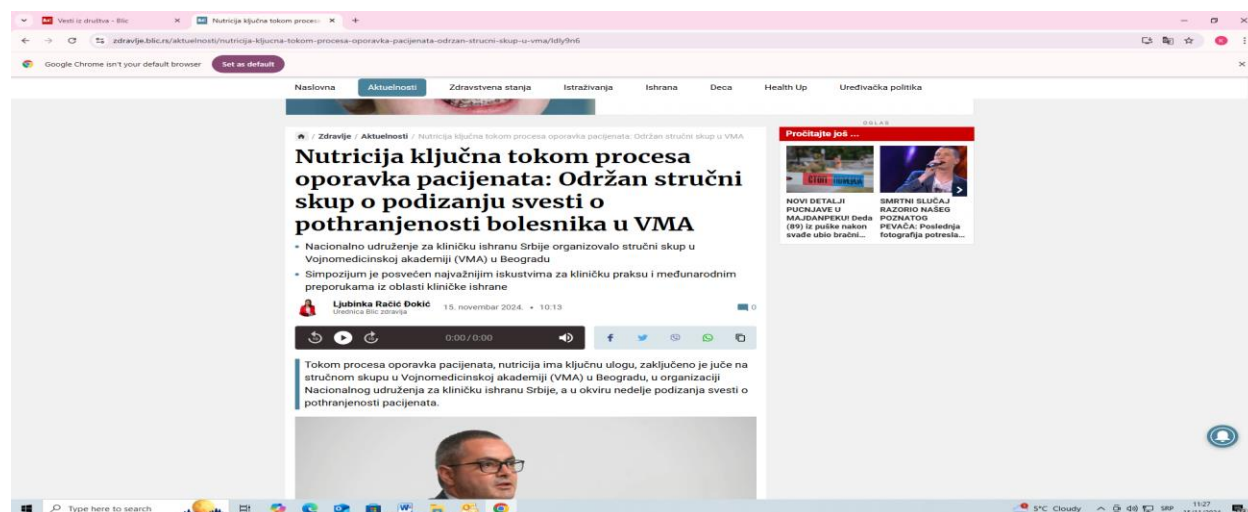 Vesti iz društva - Blic
Nutricija ključna tokom proces
zdravlje.blic.rs/aktuelnosti/nutricija-kljucna-tokom-procesa-oporavka-pacijenata-odrzan-strucni-skup-u-vma/ldly9n6
Google Chrome isn't your default browser Set as default
Naslovna Aktuelnosti Zdravstvena stanja Istraživanja Ishrana Deca Health Up Uređivačka politika
OGLAS
/ Zdravlje / Aktuelnosti / Nutricija ključna tokom procesa oporavka pacijenata: Održan stručni skup u VMA
Nutricija ključna tokom procesa
oporavka pacijenata: Održan stručni
skup o podizanju svesti o
pothranjenosti bolesnika u VMA
• Nacionalno udruženje za kliničku ishranu Srbije organizovalo stručni skup u
Vojnomedicinskoj akademiji (VMA) u Beogradu
• Simpozijum je posvećen najvažnijim iskustvima za kliničku praksu i međunarodnim
preporukama iz oblasti kliničke ishrane
Ljubinka Račić Đokić
Urednica Blic zdravlja
15. novembar 2024. • 10:13
0
0:00 / 0:00
Tokom procesa oporavka pacijenata, nutricija ima ključnu ulogu, zaključeno je juče na
stručnom skupu u Vojnomedicinskoj akademiji (VMA) u Beogradu, u organizaciji
Nacionalnog udruženja za kliničku ishranu Srbije, a u okviru nedelje podizanja svesti o
pothranjenosti pacijenata.
Pročitajte još ...
NOVI DETALJI
PUCNJAVE U
MAJDANPEKU! Deda
(89) iz puške nakon
svađe ubio bračni...
SMRTNI SLUČAJ
RAZORIO NAŠEG
POZNATOG
PEVAČA: Poslednja
fotografija potresla...
Type here to search
5°C Cloudy
SRP
11:27